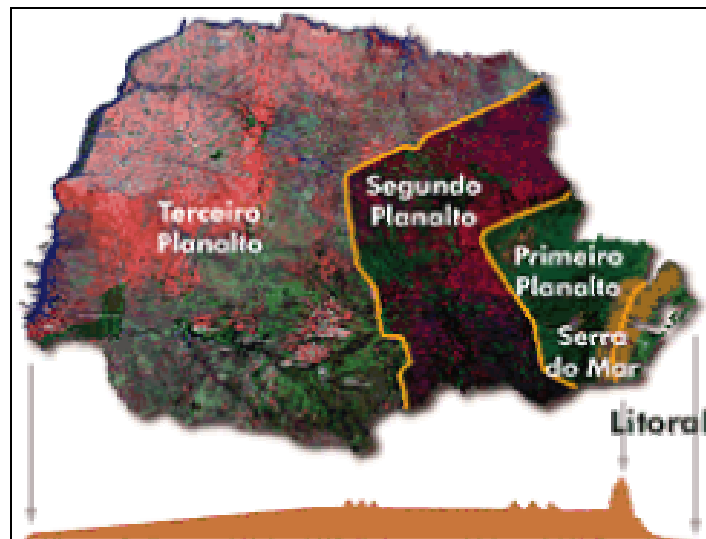 Terceiro
Planalto
Segundo
Planalto
Primeiro
Planalto
Serra
do Mar
Litoral